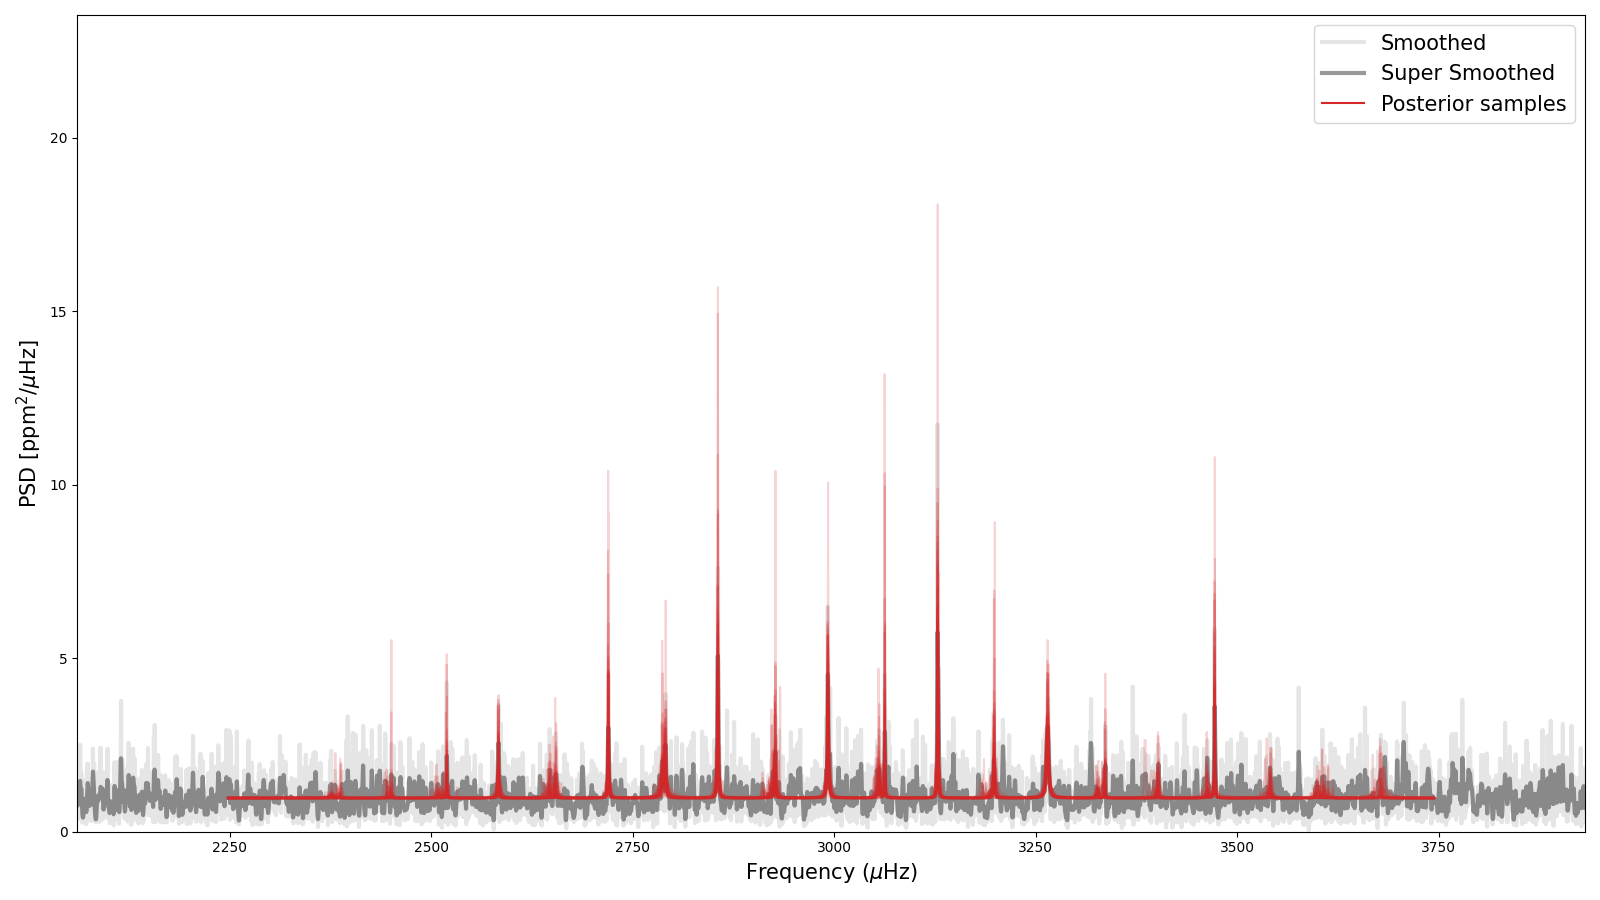 Smoothed
Super Smoothed
Posterior samples
PSD [ppm²/μHz]
20
15
10
5
0
2250 2500 2750 3000 3250 3500 3750
Frequency (μHz)